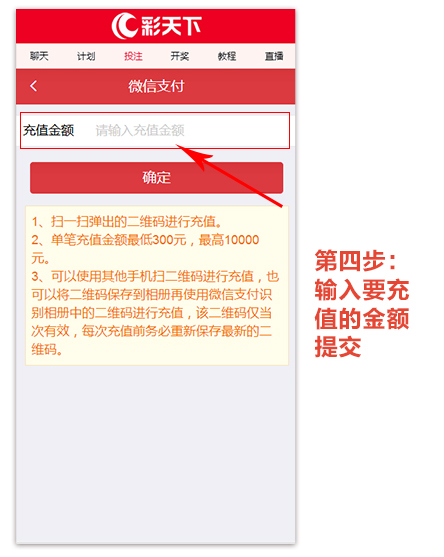 彩天下
聊天 计划 投注 开奖 教程 直播
微信支付
充值金额 请输入充值金额
确定
1、扫一扫弹出的二维码进行充值。
2、单笔充值金额最低300元，最高10000
元。
3、可以使用其他手机扫二维码进行充值，也
可以将二维码保存到相册再使用微信支付识
别相册中的二维码进行充值，该二维码仅当
次有效，每次充值前务必重新保存最新的二
维码。
第四步：
输入要充
值的金额
提交